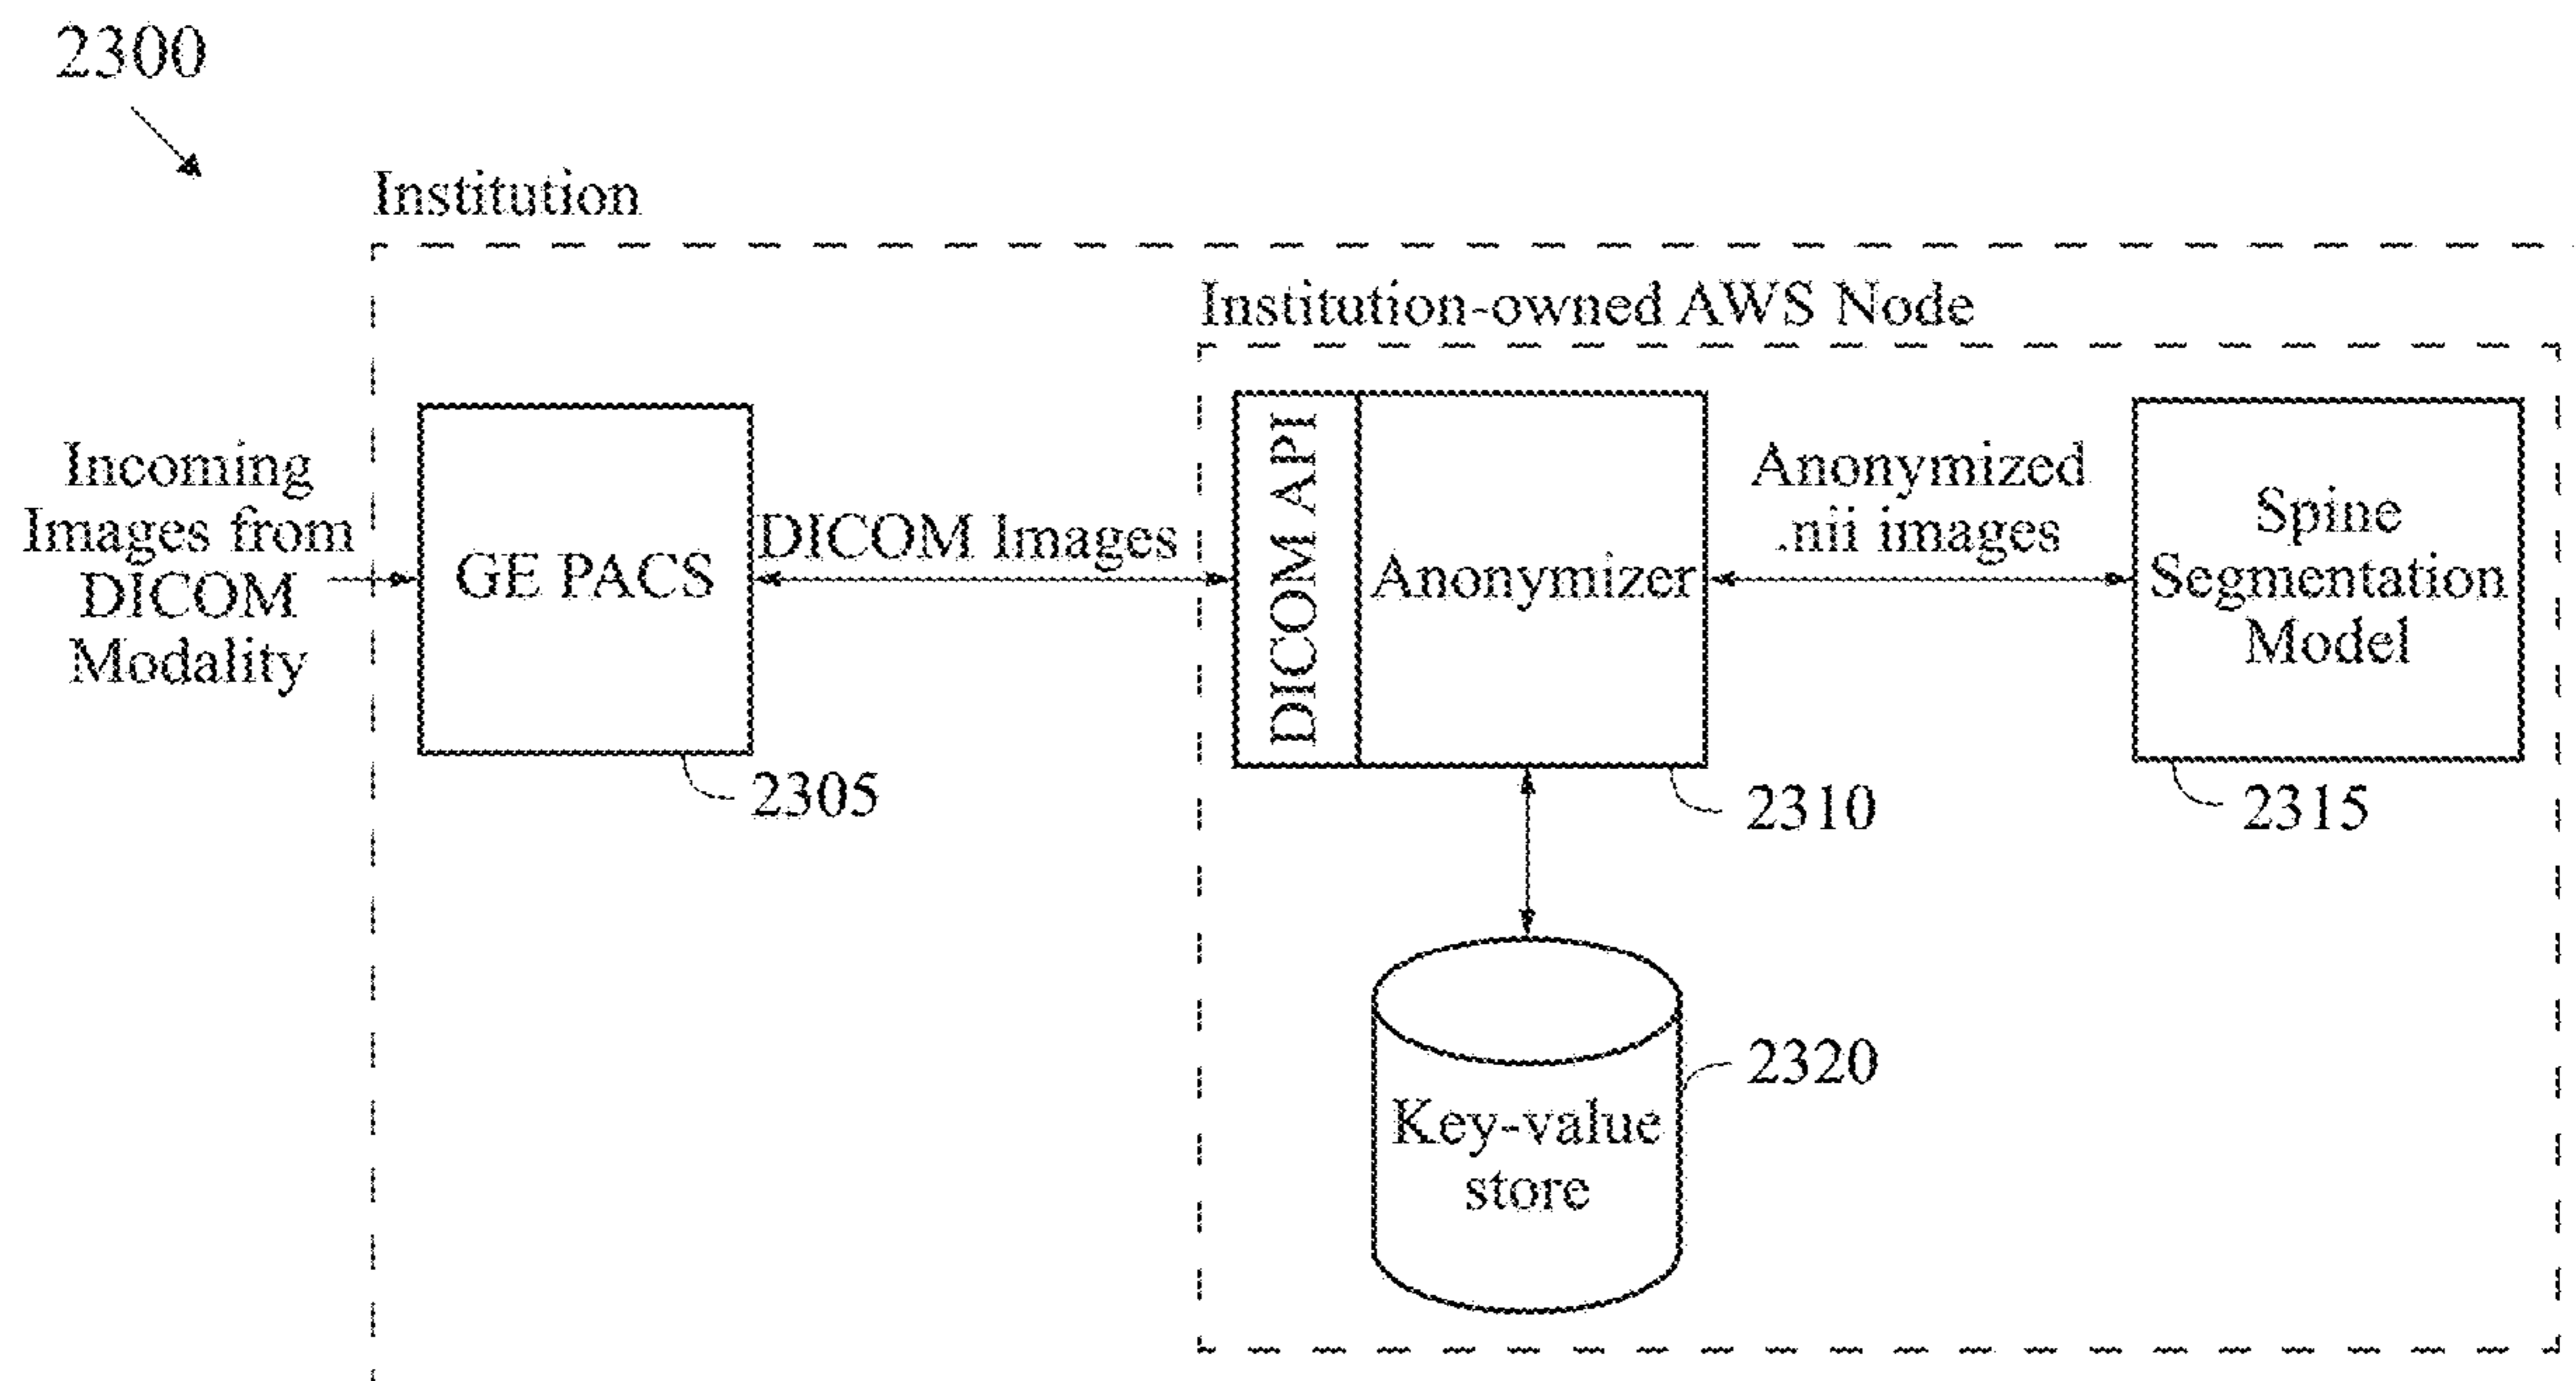 2300
Institution
Institution-owned AWS Node
Incoming
Images from
DICOM
Modality
GE PACS
2305
DICOM Images
DICOM API
Anonymizer
2310
Anonymized
.nii images
Spine
Segmentation
Model
2315
Key-value
store
2320